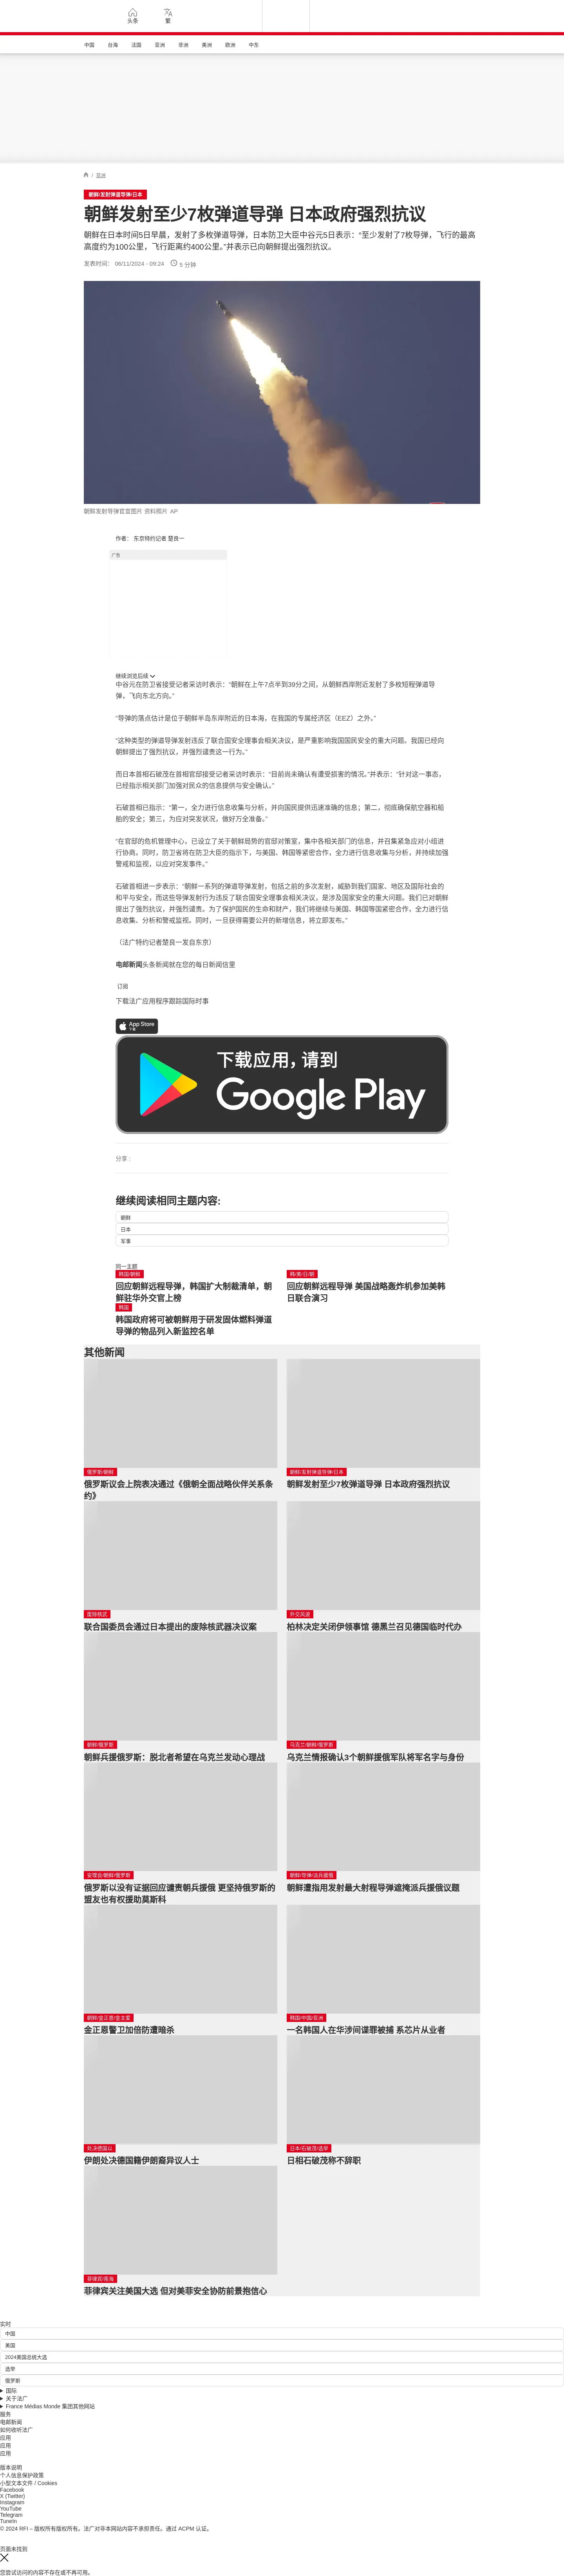 头条
繁
中国
台海
法国
亚洲
非洲
美洲
欧洲
中东
/ 亚洲
朝鲜/发射弹道导弹/日本
朝鲜发射至少7枚弹道导弹 日本政府强烈抗议
朝鲜在日本时间5日早晨，发射了多枚弹道导弹，日本防卫大臣中谷元5日表示：“至少发射了7枚导弹，飞行的最高
高度约为100公里，飞行距离约400公里。”并表示已向朝鲜提出强烈抗议。
发表时间： 06/11/2024 - 09:24
5 分钟
朝鲜发射导弹官宣图片 资料照片 AP
作者： 东京特约记者 楚良一
广告
继续浏览后续
中谷元在防卫省接受记者采访时表示：“朝鲜在上午7点半到39分之间，从朝鲜西岸附近发射了多枚短程弹道导
弹，飞向东北方向。”
“导弹的落点估计是位于朝鲜半岛东岸附近的日本海，在我国的专属经济区（EEZ）之外。”
“这种类型的弹道导弹发射违反了联合国安全理事会相关决议，是严重影响我国国民安全的重大问题。我国已经向
朝鲜提出了强烈抗议，并强烈谴责这一行为。”
而日本首相石破茂在首相官邸接受记者采访时表示：“目前尚未确认有遭受损害的情况。”并表示：“针对这一事态，
已经指示相关部门加强对民众的信息提供与安全确认。”
石破首相已指示：“第一，全力进行信息收集与分析，并向国民提供迅速准确的信息；第二，彻底确保航空器和船
舶的安全；第三，为应对突发状况，做好万全准备。”
“在官邸的危机管理中心，已设立了关于朝鲜局势的官邸对策室，集中各相关部门的信息，并召集紧急应对小组进
行协商。同时，防卫省将在防卫大臣的指示下，与美国、韩国等紧密合作，全力进行信息收集与分析，并持续加强
警戒和监视，以应对突发事件。”
石破首相进一步表示：“朝鲜一系列的弹道导弹发射，包括之前的多次发射，威胁到我们国家、地区及国际社会的
和平与安全，而这些导弹发射行为违反了联合国安全理事会相关决议，是涉及国家安全的重大问题。我们已对朝鲜
提出了强烈抗议，并强烈谴责。为了保护国民的生命和财产，我们将继续与美国、韩国等国紧密合作，全力进行信
息收集、分析和警戒监视。同时，一旦获得需要公开的新增信息，将立即发布。”
（法广特约记者楚良一发自东京）
电邮新闻头条新闻就在您的每日新闻信里
订阅
下载法广应用程序跟踪国际时事
App Store
下载
下载应用，请到
Google Play
分享 :
继续阅读相同主题内容:
朝鲜
日本
军事
同一主题
韩国/朝鲜
回应朝鲜远程导弹，韩国扩大制裁清单，朝
鲜驻华外交官上榜
韩/美/日/朝
回应朝鲜远程导弹 美国战略轰炸机参加美韩
日联合演习
韩国
韩国政府将可被朝鲜用于研发固体燃料弹道
导弹的物品列入新监控名单
其他新闻
俄罗斯/朝鲜
俄罗斯议会上院表决通过《俄朝全面战略伙伴关系条
约》
朝鲜/发射弹道导弹/日本
朝鲜发射至少7枚弹道导弹 日本政府强烈抗议
废除核武
联合国委员会通过日本提出的废除核武器决议案
外交风波
柏林决定关闭伊领事馆 德黑兰召见德国临时代办
朝鲜/俄罗斯
朝鲜兵援俄罗斯：脱北者希望在乌克兰发动心理战
乌克兰/朝鲜/俄罗斯
乌克兰情报确认3个朝鲜援俄军队将军名字与身份
安理会/朝鲜/俄罗斯
俄罗斯以没有证据回应谴责朝兵援俄 更坚持俄罗斯的
盟友也有权援助莫斯科
朝鲜/导弹/派兵援俄
朝鲜遭指用发射最大射程导弹遮掩派兵援俄议题
朝鲜/金正恩/金主爱
金正恩警卫加倍防遭暗杀
韩国/中国/亚洲
一名韩国人在华涉间谍罪被捕 系芯片从业者
处决德国公
伊朗处决德国籍伊朗裔异议人士
日本/石破茂/选举
日相石破茂称不辞职
菲律宾/南海
菲律宾关注美国大选 但对美菲安全协防前景抱信心
实时
中国
美国
2024美国总统大选
选举
俄罗斯
国际
关于法广
France Médias Monde 集团其他网站
服务
电邮新闻
如何收听法广
应用
应用
应用
版本说明
个人信息保护政策
小型文本文件 / Cookies
Facebook
X (Twitter)
Instagram
YouTube
Telegram
TuneIn
© 2024 RFI – 版权所有版权所有。法广对非本网站内容不承担责任。通过 ACPM 认证。
页面未找到
您尝试访问的内容不存在或不再可用。